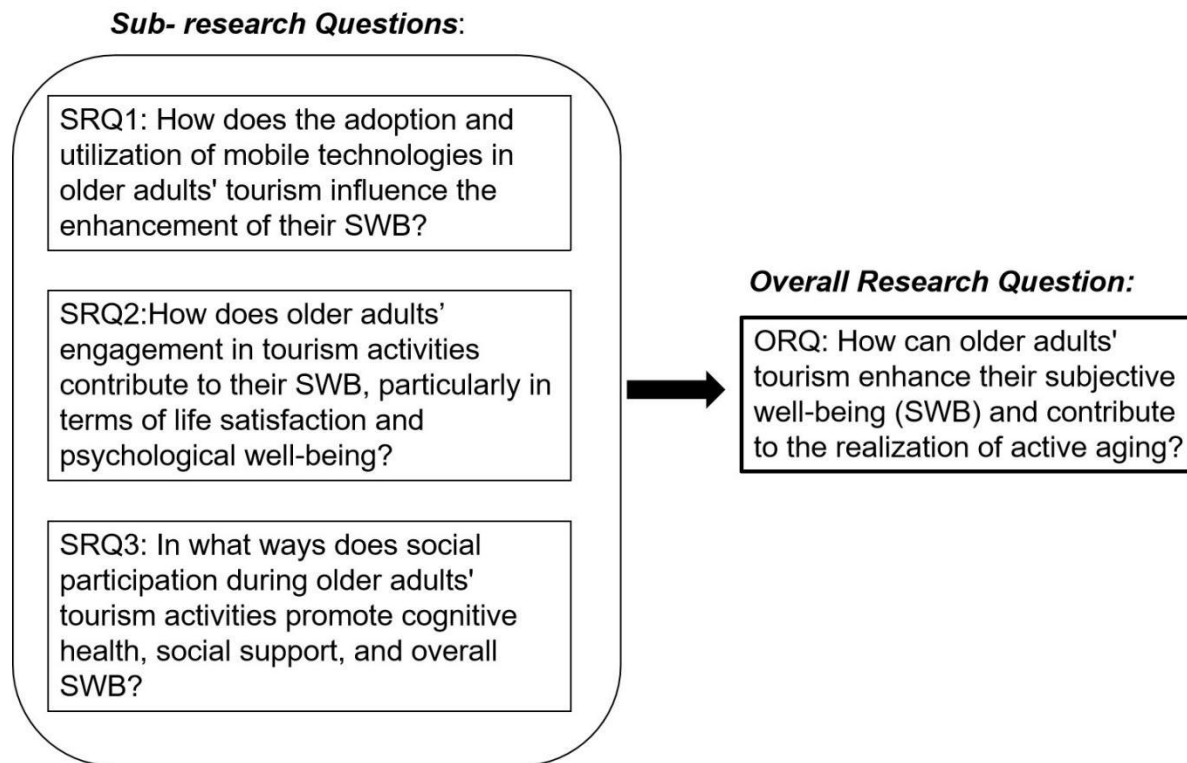 Sub- research Questions:
SRQ1: How does the adoption and
utilization of mobile technologies in
older adults' tourism influence the
enhancement of their SWB?
SRQ2:How does older adults’
engagement in tourism activities
contribute to their SWB, particularly in
terms of life satisfaction and
psychological well-being?
SRQ3: In what ways does social
participation during older adults'
tourism activities promote cognitive
health, social support, and overall
SWB?
Overall Research Question:
ORQ: How can older adults'
tourism enhance their subjective
well-being (SWB) and contribute
to the realization of active aging?